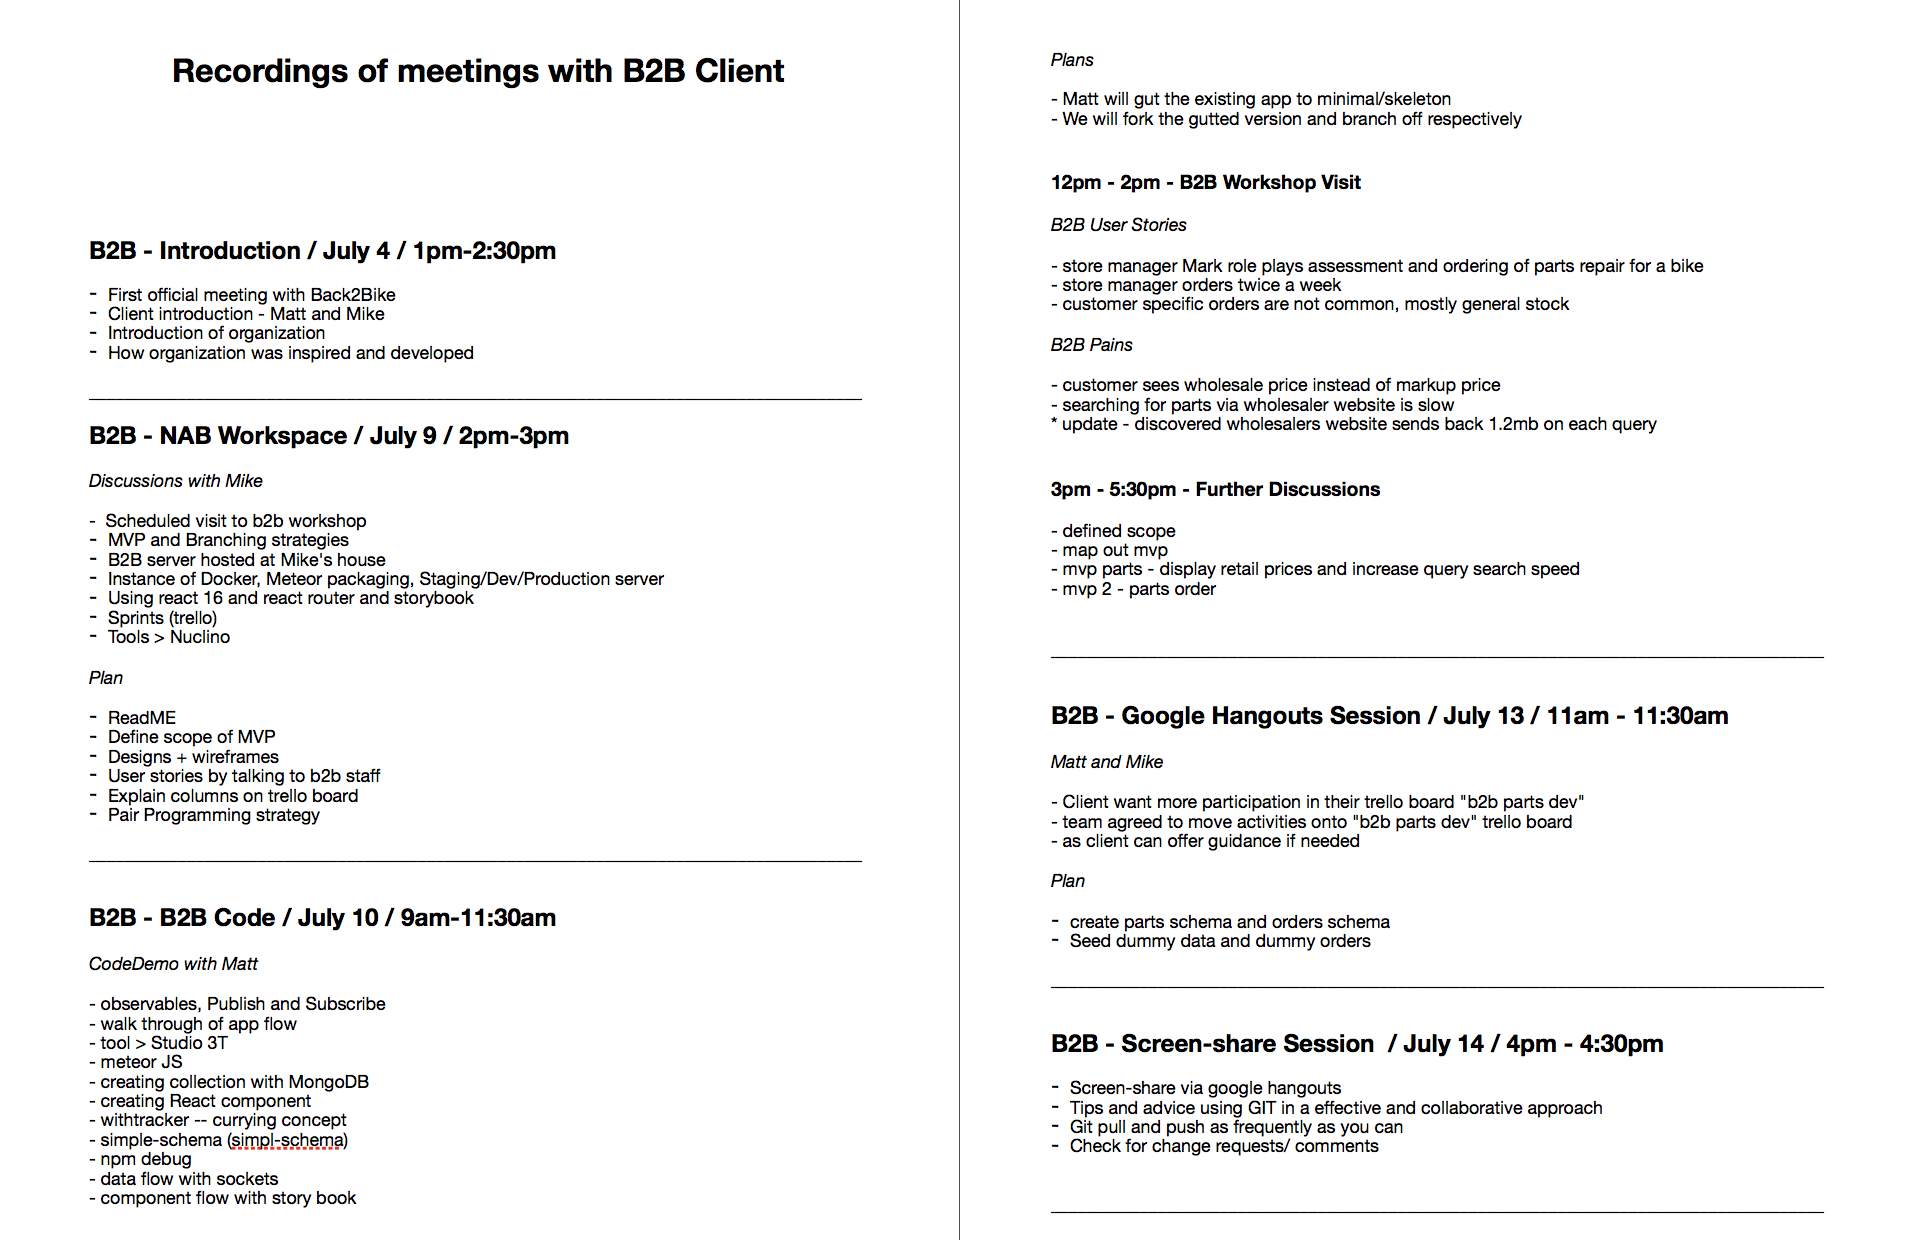 Recordings of meetings with B2B Client
B2B - Introduction / July 4 / 1pm-2:30pm
- First official meeting with Back2Bike
- Client introduction - Matt and Mike
- Introduction of organization
- How organization was inspired and developed
B2B - NAB Workspace / July 9 / 2pm-3pm
Discussions with Mike
- Scheduled visit to b2b workshop
- MVP and Branching strategies
- B2B server hosted at Mike's house
- Instance of Docker, Meteor packaging, Staging/Dev/Production server
- Using react 16 and react router and storybook
- Sprints (trello)
- Tools > Nuclino
Plan
- ReadME
- Define scope of MVP
- Designs + wireframes
- User stories by talking to b2b staff
- Explain columns on trello board
- Pair Programming strategy
B2B - B2B Code / July 10 / 9am-11:30am
CodeDemo with Matt
- observables, Publish and Subscribe
- walk through of app flow
- tool > Studio 3T
- meteor JS
- creating collection with MongoDB
- creating React component
- withtracker -- currying concept
- simple-schema (simpl-schema)
- npm debug
- data flow with sockets
- component flow with story book
Plans
- Matt will gut the existing app to minimal/skeleton
- We will fork the gutted version and branch off respectively
12pm - 2pm - B2B Workshop Visit
B2B User Stories
- store manager Mark role plays assessment and ordering of parts repair for a bike
- store manager orders twice a week
- customer specific orders are not common, mostly general stock
B2B Pains
- customer sees wholesale price instead of markup price
- searching for parts via wholesaler website is slow
* update - discovered wholesalers website sends back 1.2mb on each query
3pm - 5:30pm - Further Discussions
- defined scope
- map out mvp
- mvp parts - display retail prices and increase query search speed
- mvp 2 - parts order
B2B - Google Hangouts Session / July 13 / 11am - 11:30am
Matt and Mike
- Client want more participation in their trello board "b2b parts dev"
- team agreed to move activities onto "b2b parts dev" trello board
- as client can offer guidance if needed
Plan
- create parts schema and orders schema
- Seed dummy data and dummy orders
B2B - Screen-share Session / July 14 / 4pm - 4:30pm
- Screen-share via google hangouts
- Tips and advice using GIT in a effective and collaborative approach
- Git pull and push as frequently as you can
- Check for change requests/ comments